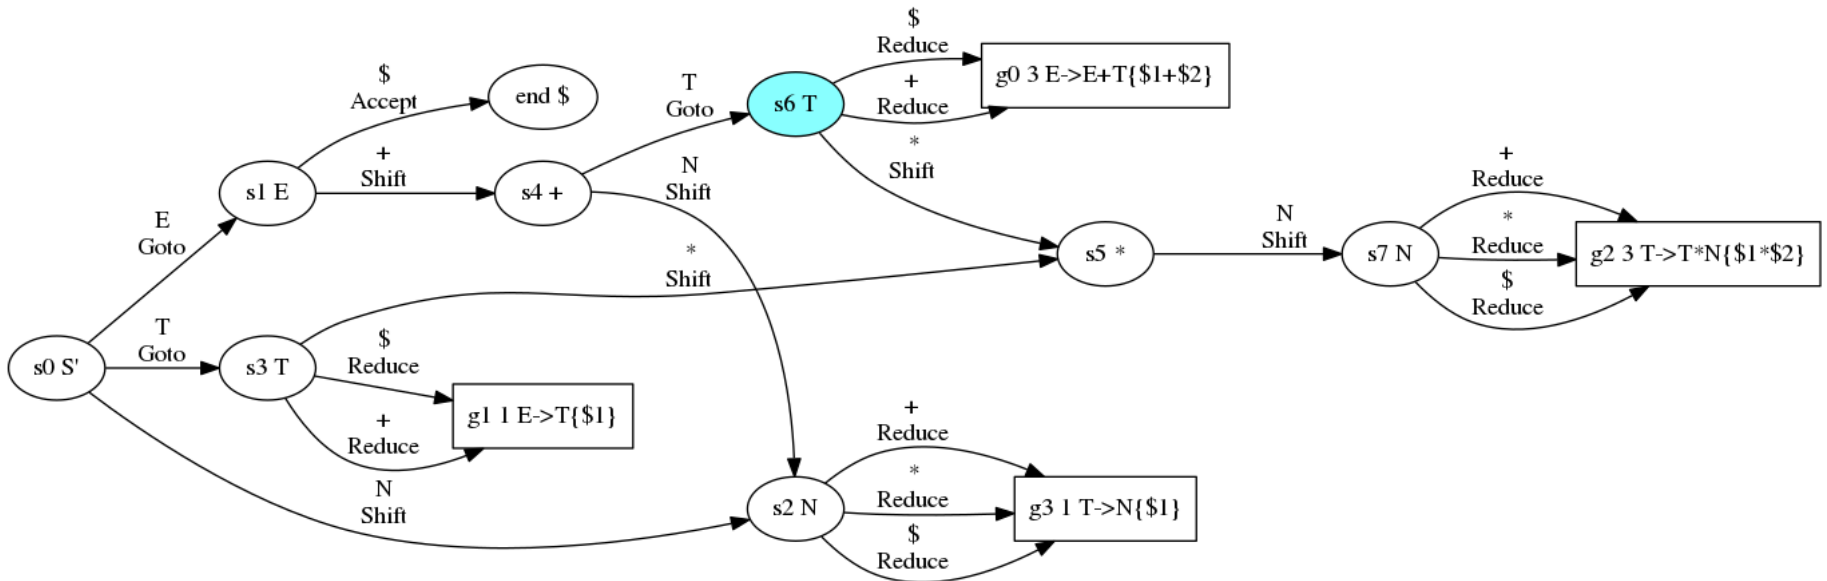 $
Reduce
g0 3 E->E+T{$1+$2}
+
Reduce
$
Accept
end $
T
Goto
s6 T
*
Shift
+
Shift
s1 E
s4 +
N
Shift
+
Reduce
E
Goto
*
Shift
s5 *
N
Shift
s7 N
*
Reduce
g2 3 T->T*N{$1*$2}
$
Reduce
T
Goto
s0 S'
s3 T
$
Reduce
g1 1 E->T{$1}
+
Reduce
N
Shift
+
Reduce
s2 N
*
Reduce
g3 1 T->N{$1}
$
Reduce